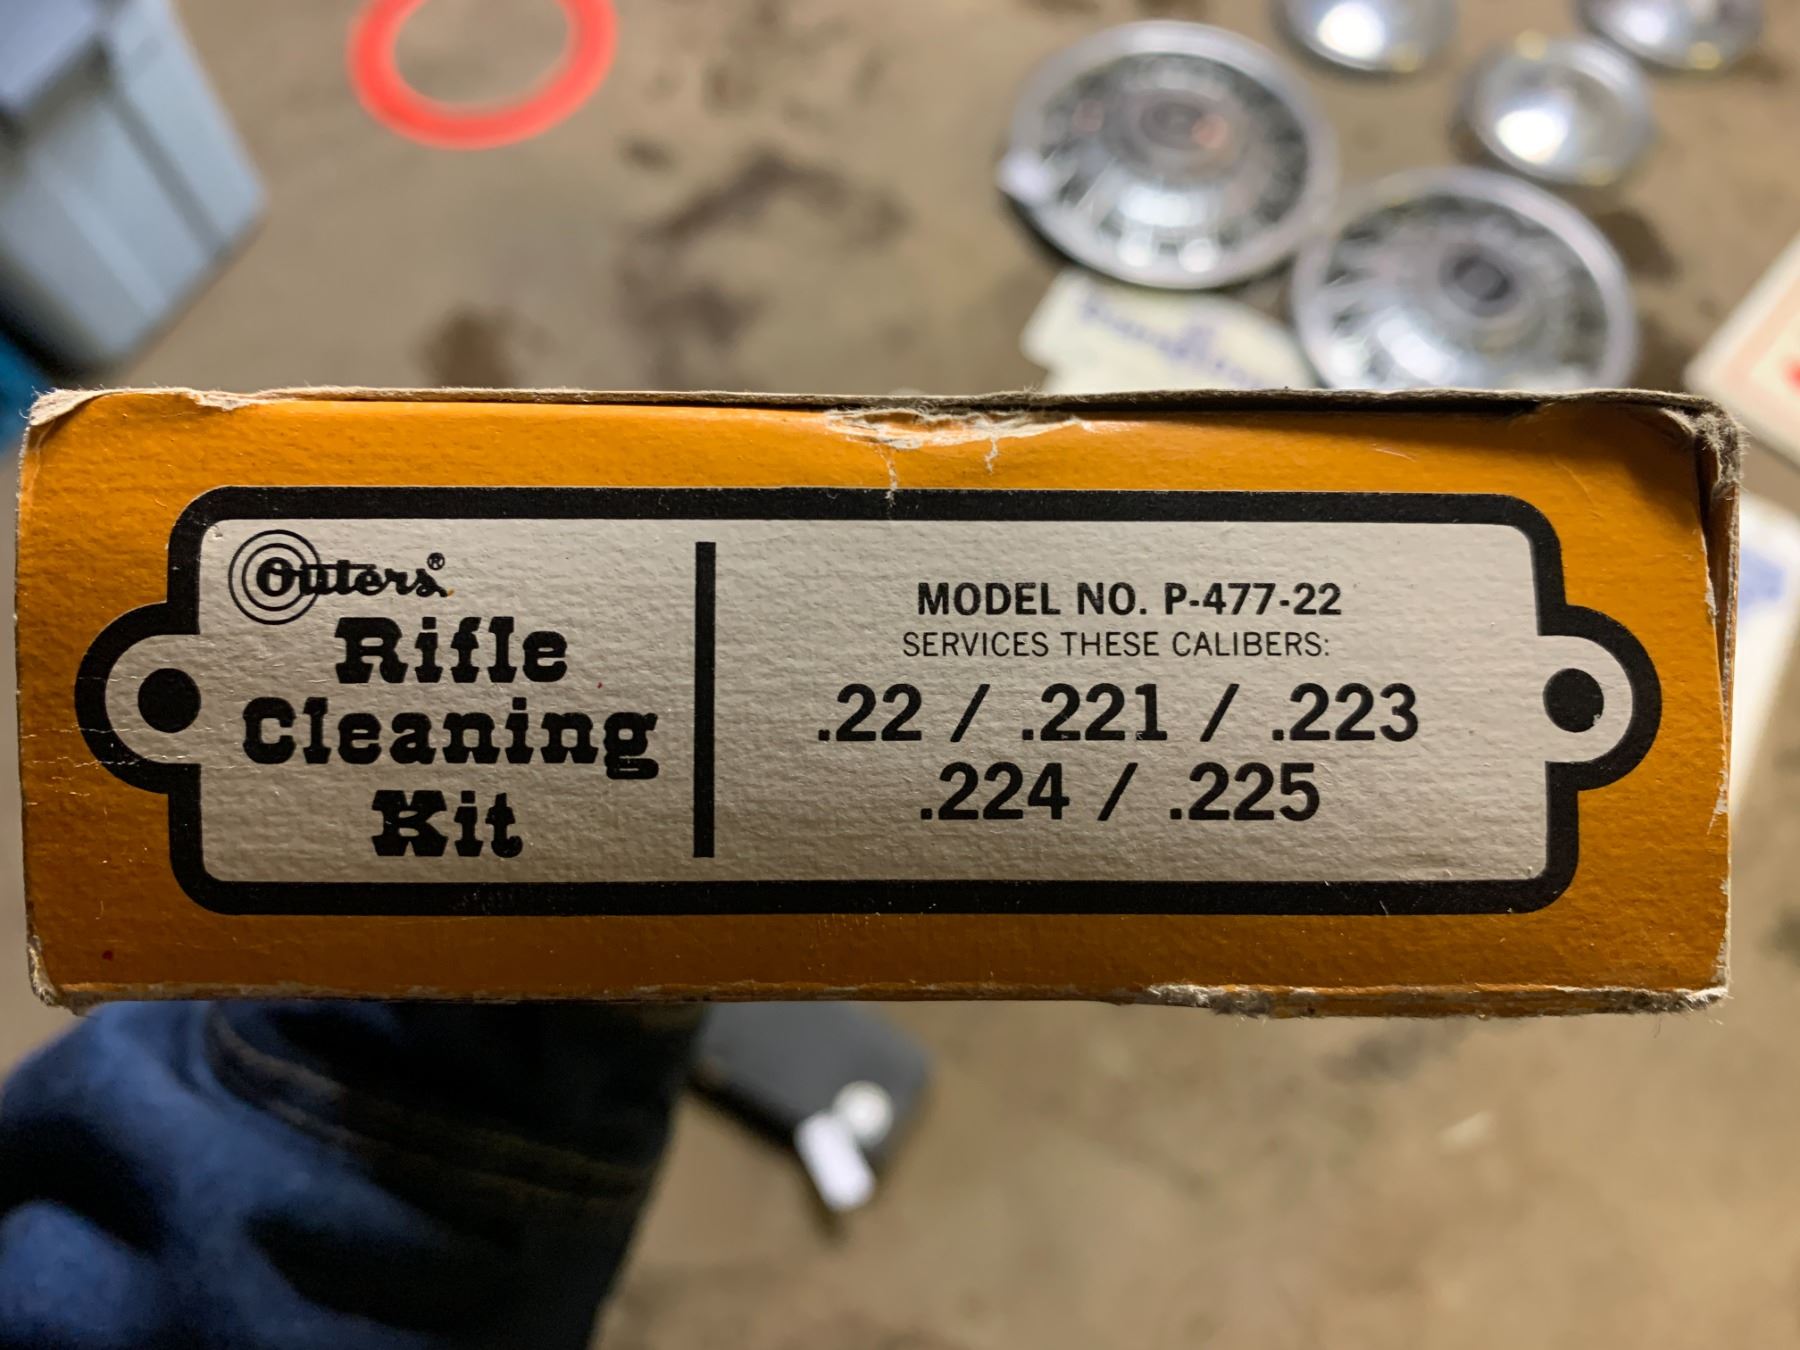 Outers®
Rifle
Cleaning
Kit
MODEL NO. P-477-22
SERVICES THESE CALIBERS:
.22 / .221 / .223
.224 / .225